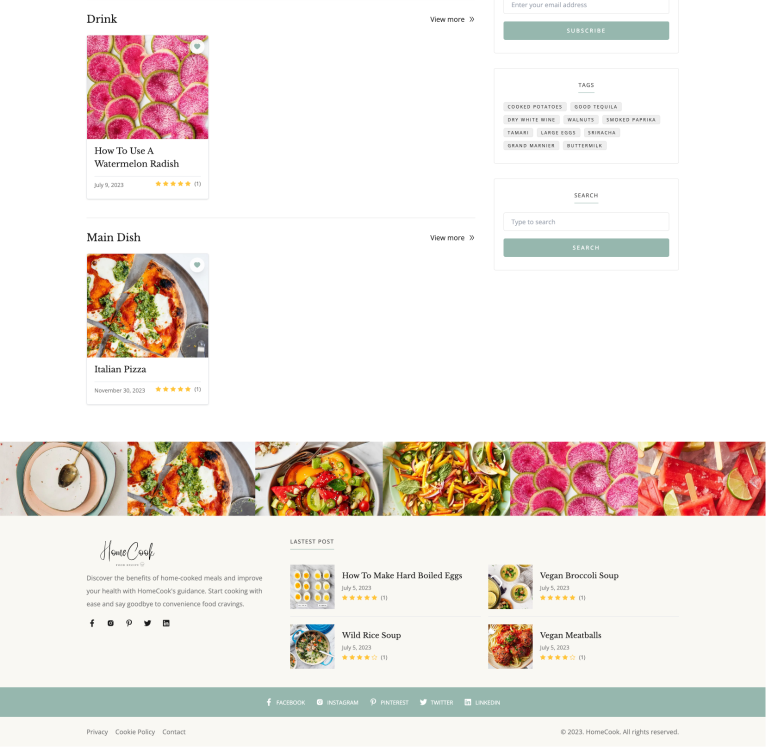 Drink
View more »
How To Use A
Watermelon Radish
July 9, 2023
(1)
Main Dish
View more »
Italian Pizza
November 30, 2023
(1)
Enter your email address
SUBSCRIBE
TAGS
COOKED POTATOES GOOD TEQUILA
DRY WHITE WINE WALNUTS SMOKED PAPRIKA
TAMARI LARGE EGGS SRIRACHA
GRAND MARNIER BUTTERMILK
SEARCH
Type to search
SEARCH
HomeCook
Discover the benefits of home-cooked meals and improve
your health with HomeCook's guidance. Start cooking with
ease and say goodbye to convenience food cravings.
LASTEST POST
How To Make Hard Boiled Eggs
July 5, 2023
(1)
Vegan Broccoli Soup
July 5, 2023
(1)
Wild Rice Soup
July 5, 2023
(1)
Vegan Meatballs
July 5, 2023
(1)
FACEBOOK INSTAGRAM PINTEREST TWITTER LINKEDIN
Privacy Cookie Policy Contact
© 2023. HomeCook. All rights reserved.